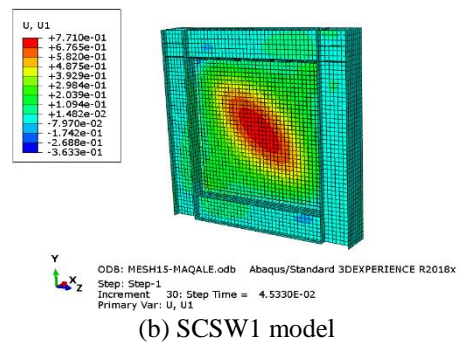 U, U1
+7.710e-01
+6.765e-01
+5.820e-01
+4.875e-01
+3.929e-01
+2.984e-01
+2.039e-01
+1.094e-01
+1.482e-02
-7.970e-02
-1.742e-01
-2.688e-01
-3.633e-01
Y
X
Z
ODB: MESH15-MAQALE.odb Abaqus/Standard 3DEXPERIENCE R2018x
Step: Step-1
Increment 30: Step Time = 4.5330E-02
Primary Var: U, U1
(b) SCSW1 model